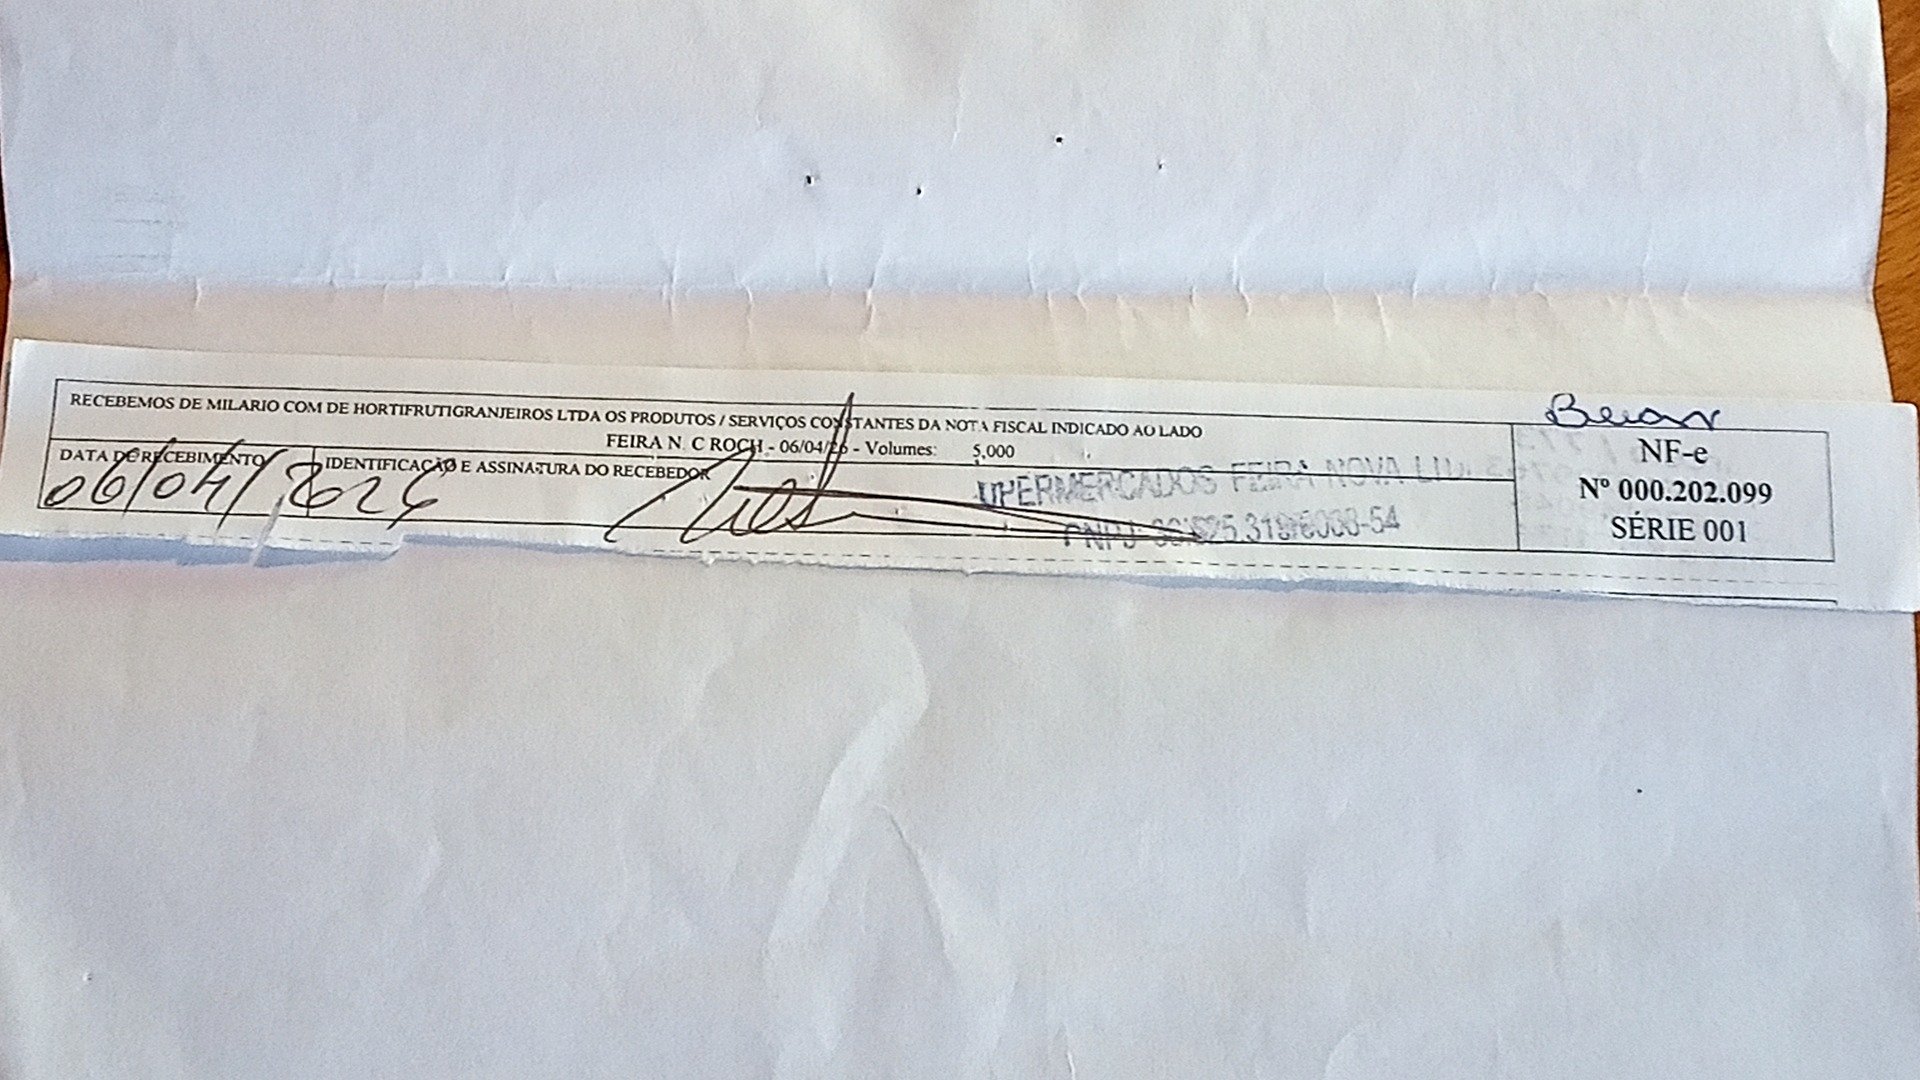 RECEBEMOS DE MILARIO COM DE HORTIFRUTIGRANJEIROS LTDA OS PRODUTOS / SERVIÇOS CONSTANTES DA NOTA FISCAL INDICADO AO LADO
FEIRA N. C ROCH - 06/04/26 - Volumes: 5,000
DATA DE RECEBIMENTO
IDENTIFICAÇÃO E ASSINATURA DO RECEBEDOR
06/04/2026
UPERMERCADOS FEIRA NOVA
CNPJ
NF-e
Nº 000.202.099
SÉRIE 001